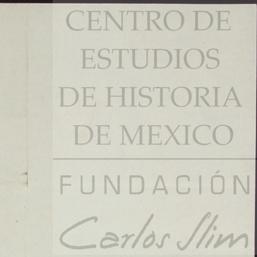 CENTRO DE
ESTUDIOS
DE HISTORIA
DE MEXICO
FUNDACIÓN
Carlos Slim